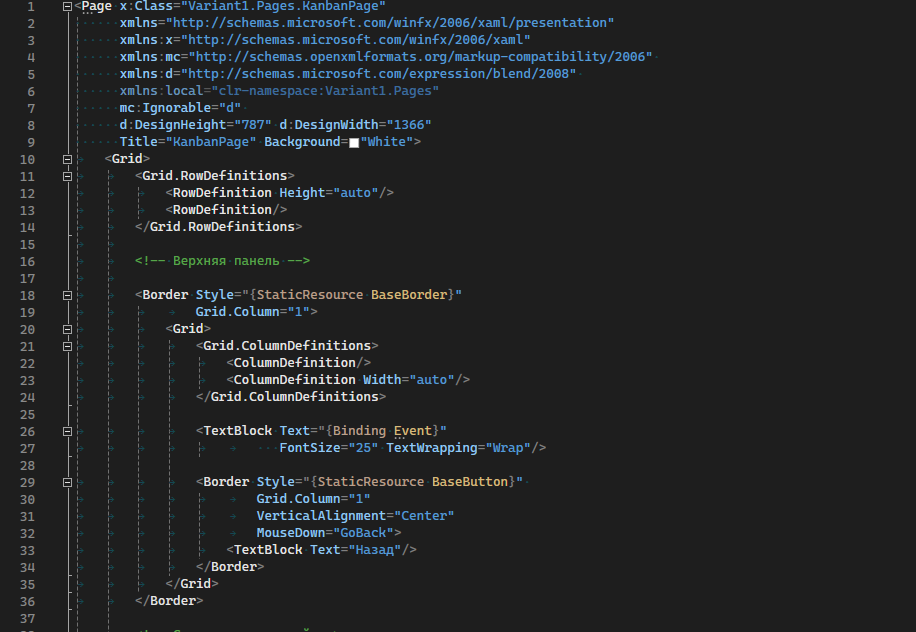 1 <Page x:Class="Variant1.Pages.KanbanPage"
2 xmlns="http://schemas.microsoft.com/winfx/2006/xaml/presentation"
3 xmlns:x="http://schemas.microsoft.com/winfx/2006/xaml"
4 xmlns:mc="http://schemas.openxmlformats.org/markup-compatibility/2006"
5 xmlns:d="http://schemas.microsoft.com/expression/blend/2008"
6 xmlns:local="clr-namespace:Variant1.Pages"
7 mc:Ignorable="d"
8 d:DesignHeight="787" d:DesignWidth="1366"
9 Title="KanbanPage" Background="White">
10 <Grid>
11 <Grid.RowDefinitions>
12 <RowDefinition Height="auto"/>
13 <RowDefinition/>
14 </Grid.RowDefinitions>
15
16 <!-- Верхняя панель -->
17
18 <Border Style="{StaticResource BaseBorder}"
19 Grid.Column="1">
20 <Grid>
21 <Grid.ColumnDefinitions>
22 <ColumnDefinition/>
23 <ColumnDefinition Width="auto"/>
24 </Grid.ColumnDefinitions>
25
26 <TextBlock Text="{Binding Event}"
27 FontSize="25" TextWrapping="Wrap"/>
28
29 <Border Style="{StaticResource BaseButton}"
30 Grid.Column="1"
31 VerticalAlignment="Center"
32 MouseDown="GoBack">
33 <TextBlock Text="Назад"/>
34 </Border>
35 </Grid>
36 </Border>
37